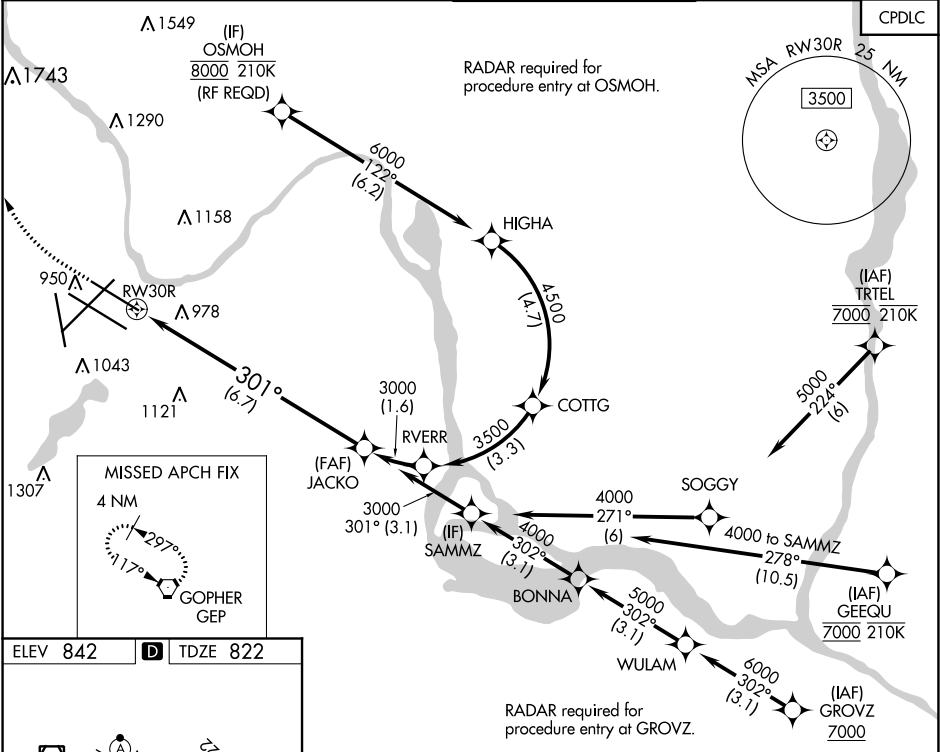 CPDLC
1549
(IF)
OSMOH
8000 210K
(RF REQD)
1743
1290
RADAR required for
procedure entry at OSMOH.
MSA RW30R 25 NM
3500
6000
122°
(6.2)
1158
HIGHA
4500
(4.7)
950
RW30R
978
(IAF)
TRTEL
7000 210K
1043
301°
(6.7)
1121
3000
(1.6)
RVERR
COTTG
3500
(3.3)
5000
224°
(6)
(FAF)
JACKO
1307
MISSED APCH FIX
4 NM
297°
117°
GOPHER
GEP
3000
301° (3.1)
(IF)
SAMMZ
SOGGY
4000
271°
(6)
4000 to SAMMZ
278°
(10.5)
4000
302°
(3.1)
BONNA
(IAF)
GEEQU
7000 210K
5000
302°
(3.1)
WULAM
6000
302°
(3.1)
(IAF)
GROVZ
7000
RADAR required for
procedure entry at GROVZ.
ELEV 842 D TDZE 822
A
22